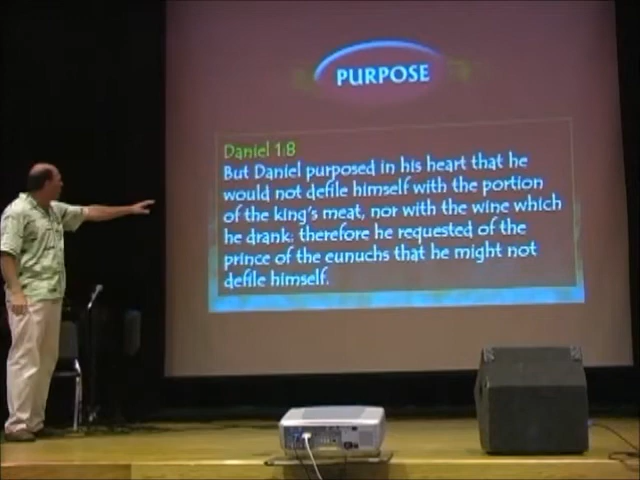 PURPOSE
Daniel 1:8
But Daniel purposed in his heart that he
would not defile himself with the portion
of the king's meat, nor with the wine which
he drank: therefore he requested of the
prince of the eunuchs that he might not
defile himself.